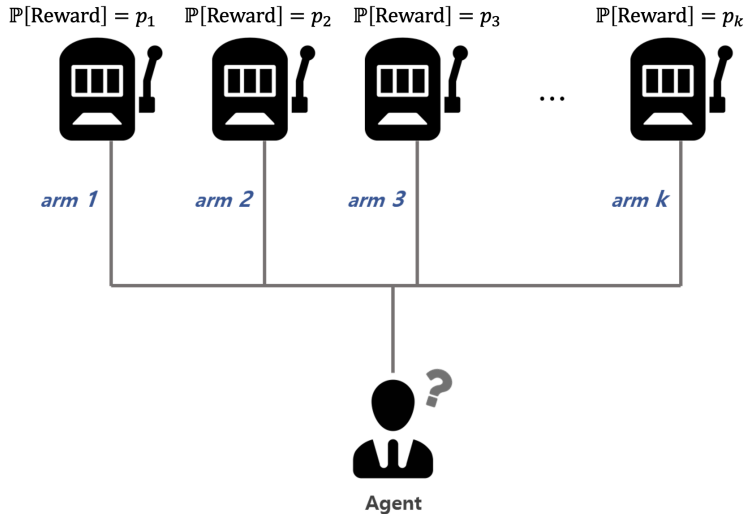 ℙ[Reward] = p₁ ℙ[Reward] = p₂ ℙ[Reward] = p₃ ℙ[Reward] = pₖ
...
arm 1 arm 2 arm 3 arm k
?
Agent